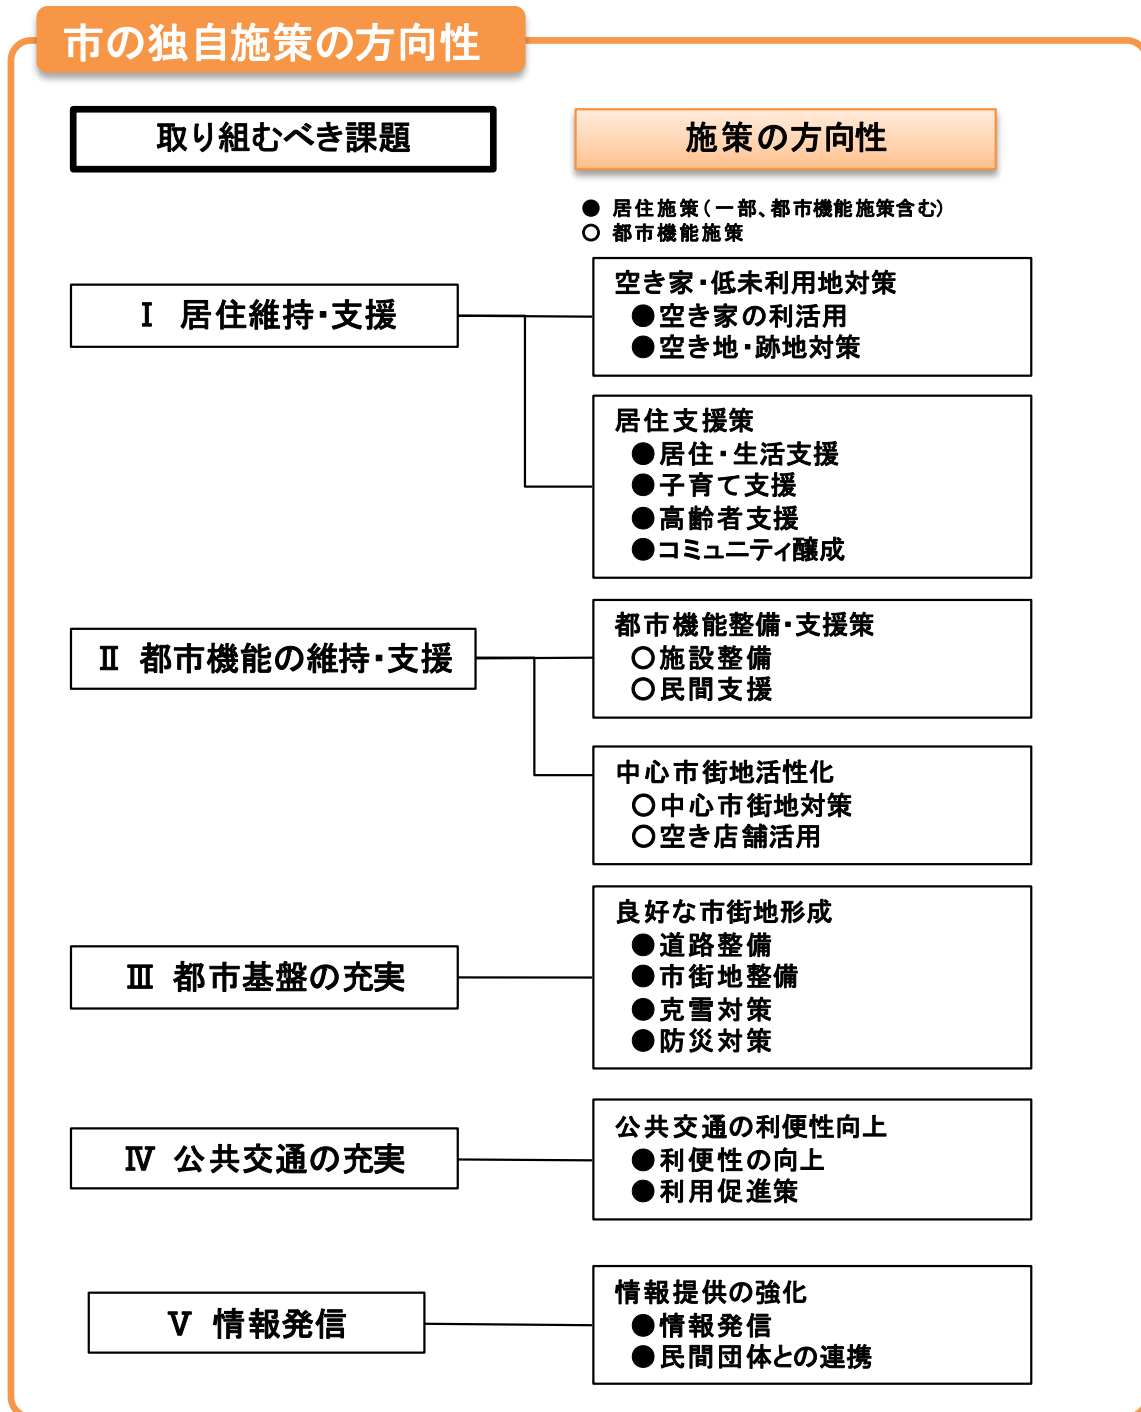 市の独自施策の方向性
取り組むべき課題
施策の方向性
● 居住施策（一部、都市機能施策含む）
○ 都市機能施策
Ⅰ 居住維持・支援
空き家・低未利用地対策
●空き家の利活用
●空き地・跡地対策
居住支援策
●居住・生活支援
●子育て支援
●高齢者支援
●コミュニティ醸成
Ⅱ 都市機能の維持・支援
都市機能整備・支援策
○施設整備
○民間支援
中心市街地活性化
○中心市街地対策
○空き店舗活用
Ⅲ 都市基盤の充実
良好な市街地形成
●道路整備
●市街地整備
●克雪対策
●防災対策
Ⅳ 公共交通の充実
公共交通の利便性向上
●利便性の向上
●利用促進策
Ⅴ 情報発信
情報提供の強化
●情報発信
●民間団体との連携